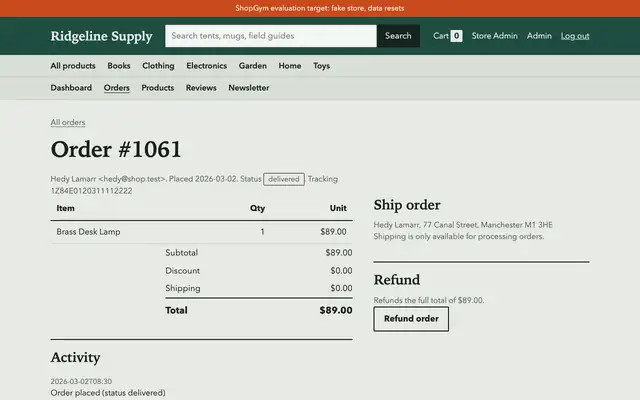 ShopGym evaluation target: fake store, data resets
Ridgeline Supply
Search tents, mugs, field guides
Search
Cart 0
Store Admin
Admin
Log out
All products Books Clothing Electronics Garden Home Toys
Dashboard Orders Products Reviews Newsletter
All orders
Order #1061
Hedy Lamarr <hedy@shop.test>. Placed 2026-03-02. Status delivered. Tracking
1Z84E0120311112222
Item Qty Unit
Brass Desk Lamp 1 $89.00
Subtotal $89.00
Discount $0.00
Shipping $0.00
Total $89.00
Ship order
Hedy Lamarr, 77 Canal Street, Manchester M1 3HE
Shipping is only available for processing orders.
Refund
Refunds the full total of $89.00.
Refund order
Activity
2026-03-02T08:30
Order placed (status delivered)